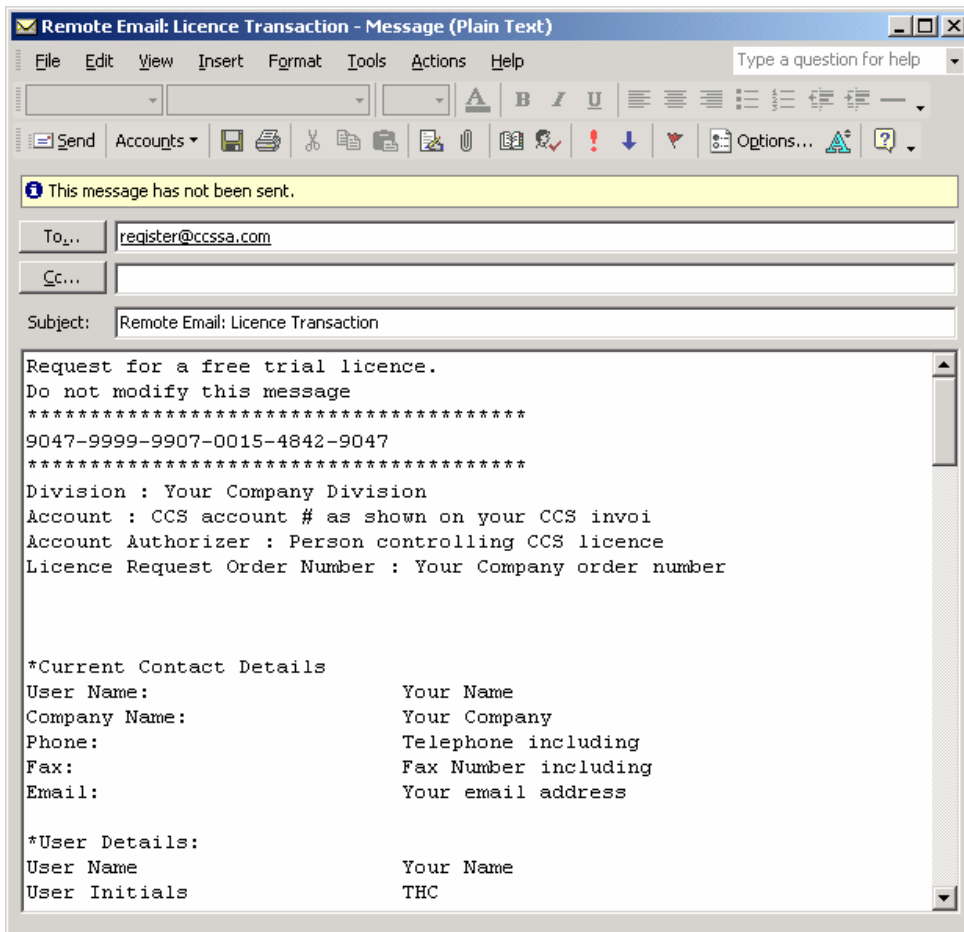 Remote Email: Licence Transaction - Message (Plain Text)
File Edit View Insert Format Tools Actions Help Type a question for help
A B I U
Send Accounts Options...
This message has not been sent.
To... register@ccssa.com
Cc...
Subject: Remote Email: Licence Transaction
Request for a free trial licence.
Do not modify this message
****************************************
9047-9999-9907-0015-4842-9047
****************************************
Division : Your Company Division
Account : CCS account # as shown on your CCS invoi
Account Authorizer : Person controlling CCS licence
Licence Request Order Number : Your Company order number
*Current Contact Details
User Name: Your Name
Company Name: Your Company
Phone: Telephone including
Fax: Fax Number including
Email: Your email address
*User Details:
User Name Your Name
User Initials THC